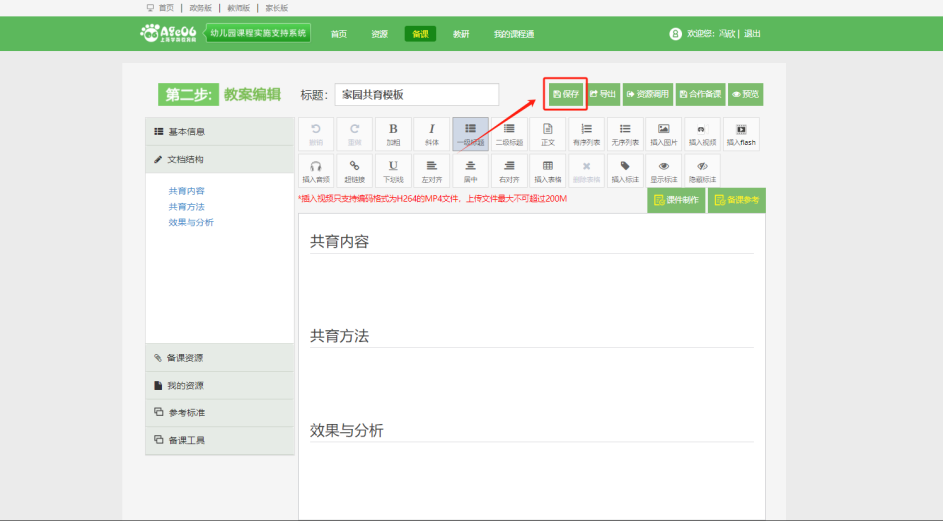 首页 | 政务版 | 教师版 | 家长版
Age06 幼儿园课程实施支持系统 首页 资源 备课 教研 我的课程通 欢迎您: 冯欣 | 退出
第二步: 教案编辑 标题: 家园共育模板 保存 导出 资源调用 合作备课 预览
基本信息
文档结构
共育内容
共育方法
效果与分析
备课资源
我的资源
参考标准
备课工具
撤销 重做 加粗 斜体 一级标题 二级标题 正文 有序列表 无序列表 插入图片 插入视频 插入flash
插入音频 超链接 下划线 左对齐 居中 右对齐 插入表格 删除表格 插入标注 显示标注 隐藏标注
*插入视频只支持编码格式为H264的MP4文件，上传文件最大不可超过200M
课件制作 备课参考
共育内容
共育方法
效果与分析